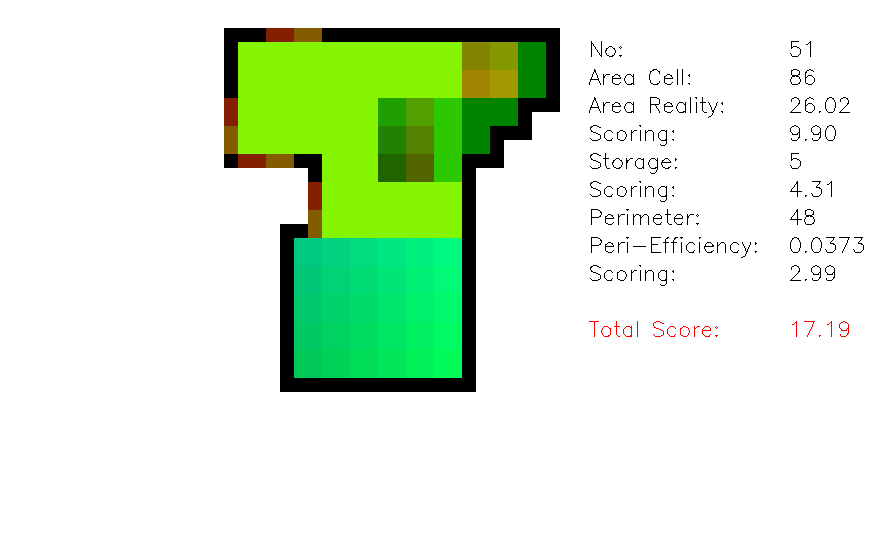 No: 51
Area Cell: 86
Area Reality: 26.02
Scoring: 9.90
Storage: 5
Scoring: 4.31
Perimeter: 48
Peri-Efficiency: 0.0373
Scoring: 2.99
Total Score: 17.19